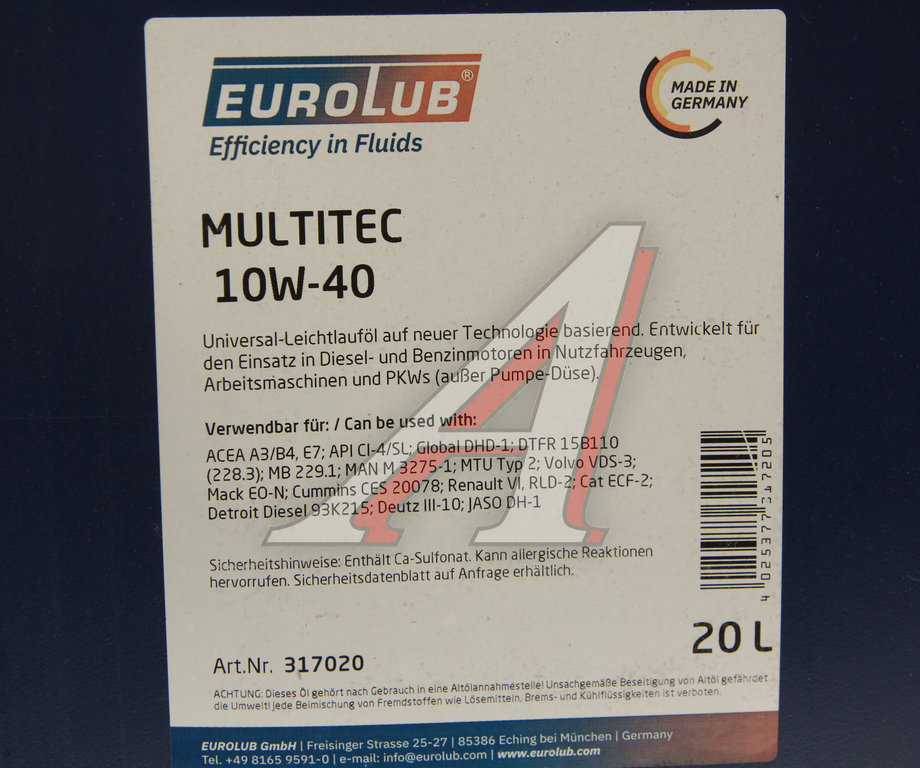 EUROLUB®
Efficiency in Fluids
MADE IN
GERMANY
MULTITEC
10W-40
Universal-Leichtlauföl auf neuer Technologie basierend. Entwickelt für
den Einsatz in Diesel- und Benzinmotoren in Nutzfahrzeugen,
Arbeitsmaschinen und PKWs (außer Pumpe-Düse).
Verwendbar für: / Can be used with:
ACEA A3/B4, E7; API CI-4/SL; Global DHD-1; DTFR 15B110
(228.3); MB 229.1; MAN M 3275-1; MTU Typ 2; Volvo VDS-3;
Mack EO-N; Cummins CES 20078; Renault VI, RLD-2; Cat ECF-2;
Detroit Diesel 93K215; Deutz III-10; JASO DH-1
Sicherheitshinweise: Enthält Ca-Sulfonat. Kann allergische Reaktionen
hervorrufen. Sicherheitsdatenblatt auf Anfrage erhältlich.
4 025377 317205
20 L
Art.Nr. 317020
ACHTUNG: Dieses Öl gehört nach Gebrauch in eine Altölannahmestelle! Unsachgemäße Beseitigung von Altöl gefährdet
die Umwelt! Jede Beimischung von Fremdstoffen wie Lösemitteln, Brems- und Kühlflüssigkeiten ist verboten.
EUROLUB GmbH | Freisinger Strasse 25-27 | 85386 Eching bei München | Germany
Tel. +49 8165 9591-0 | e-mail: info@eurolub.com | www.eurolub.com